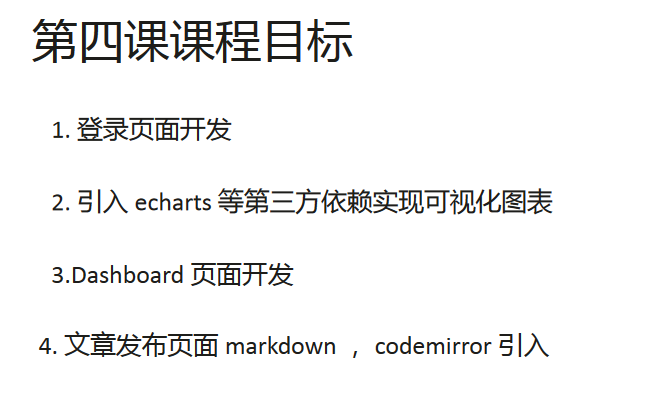 第四课课程目标
1. 登录页面开发
2. 引入 echarts 等第三方依赖实现可视化图表
3.Dashboard 页面开发
4. 文章发布页面 markdown ，codemirror 引入